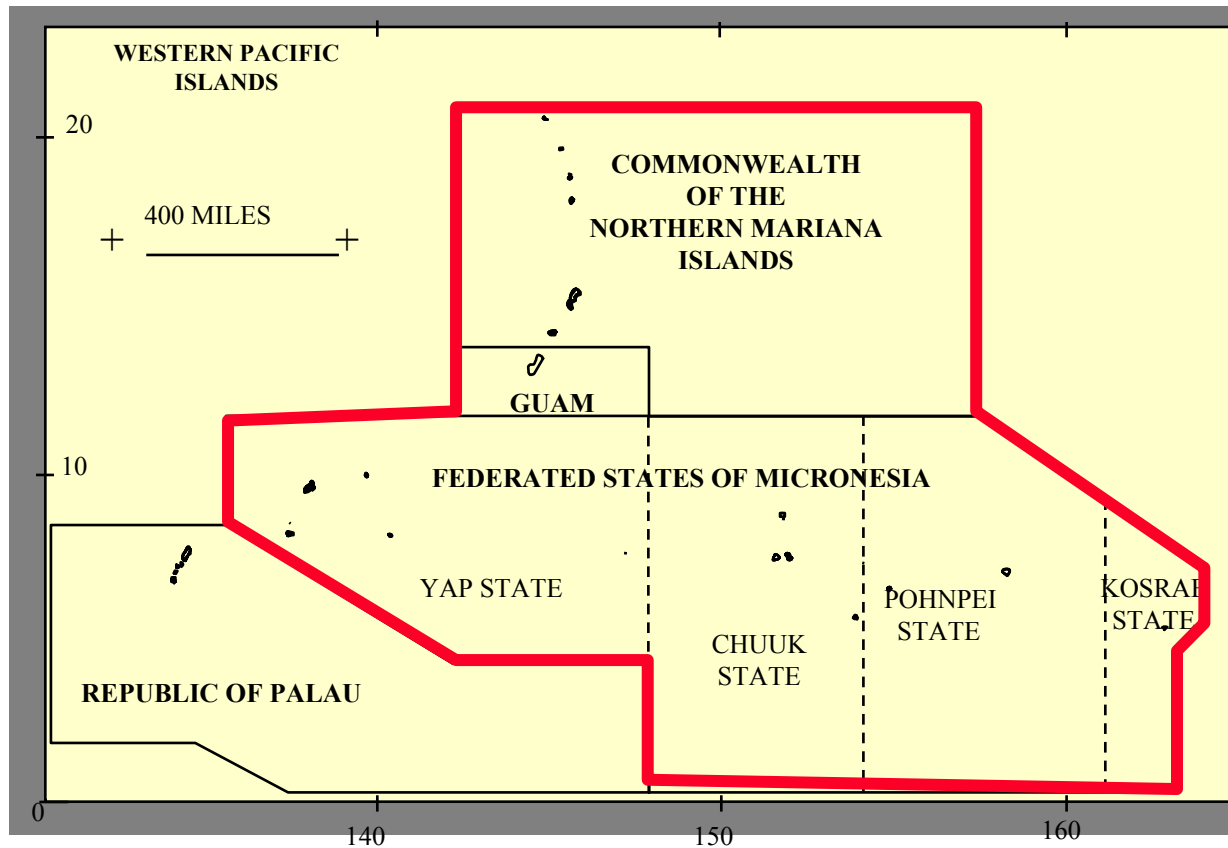 WESTERN PACIFIC
ISLANDS
20
400 MILES
COMMONWEALTH
OF THE
NORTHERN MARIANA
ISLANDS
GUAM
10
FEDERATED STATES OF MICRONESIA
YAP STATE
KOSRAE
STATE
POHNPEI
STATE
CHUUK
STATE
REPUBLIC OF PALAU
0
140
150
160